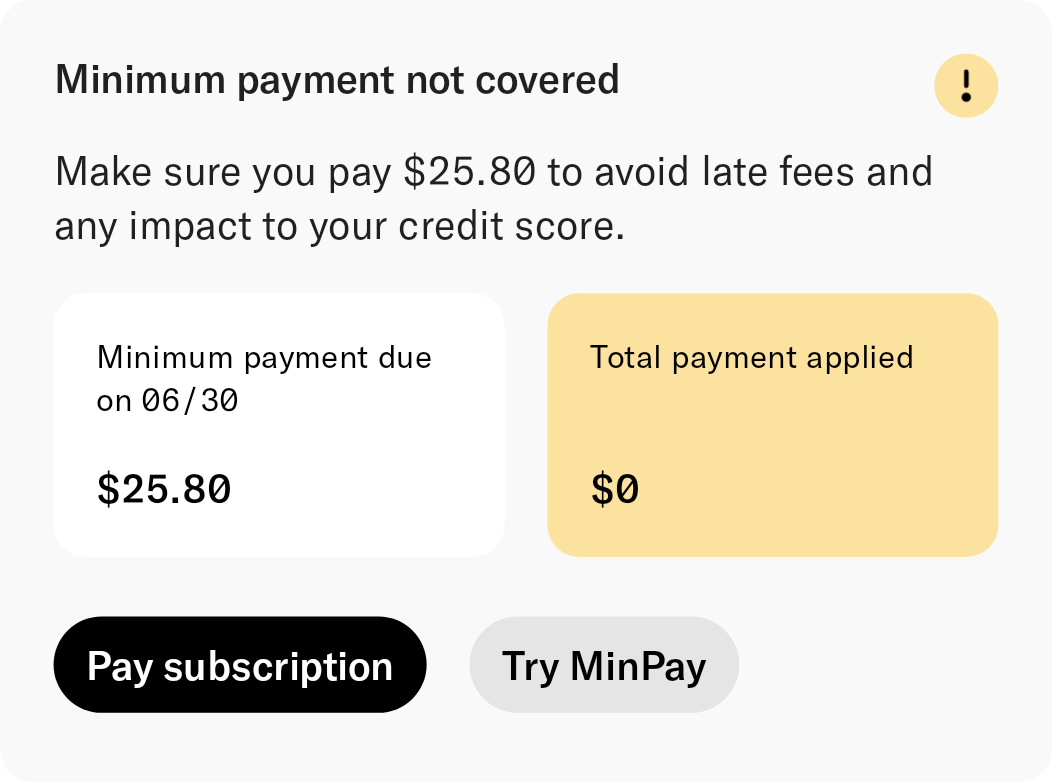 Minimum payment not covered
!
Make sure you pay $25.80 to avoid late fees and
any impact to your credit score.
Minimum payment due
on 06/30
$25.80
Total payment applied
$0
Pay subscription
Try MinPay